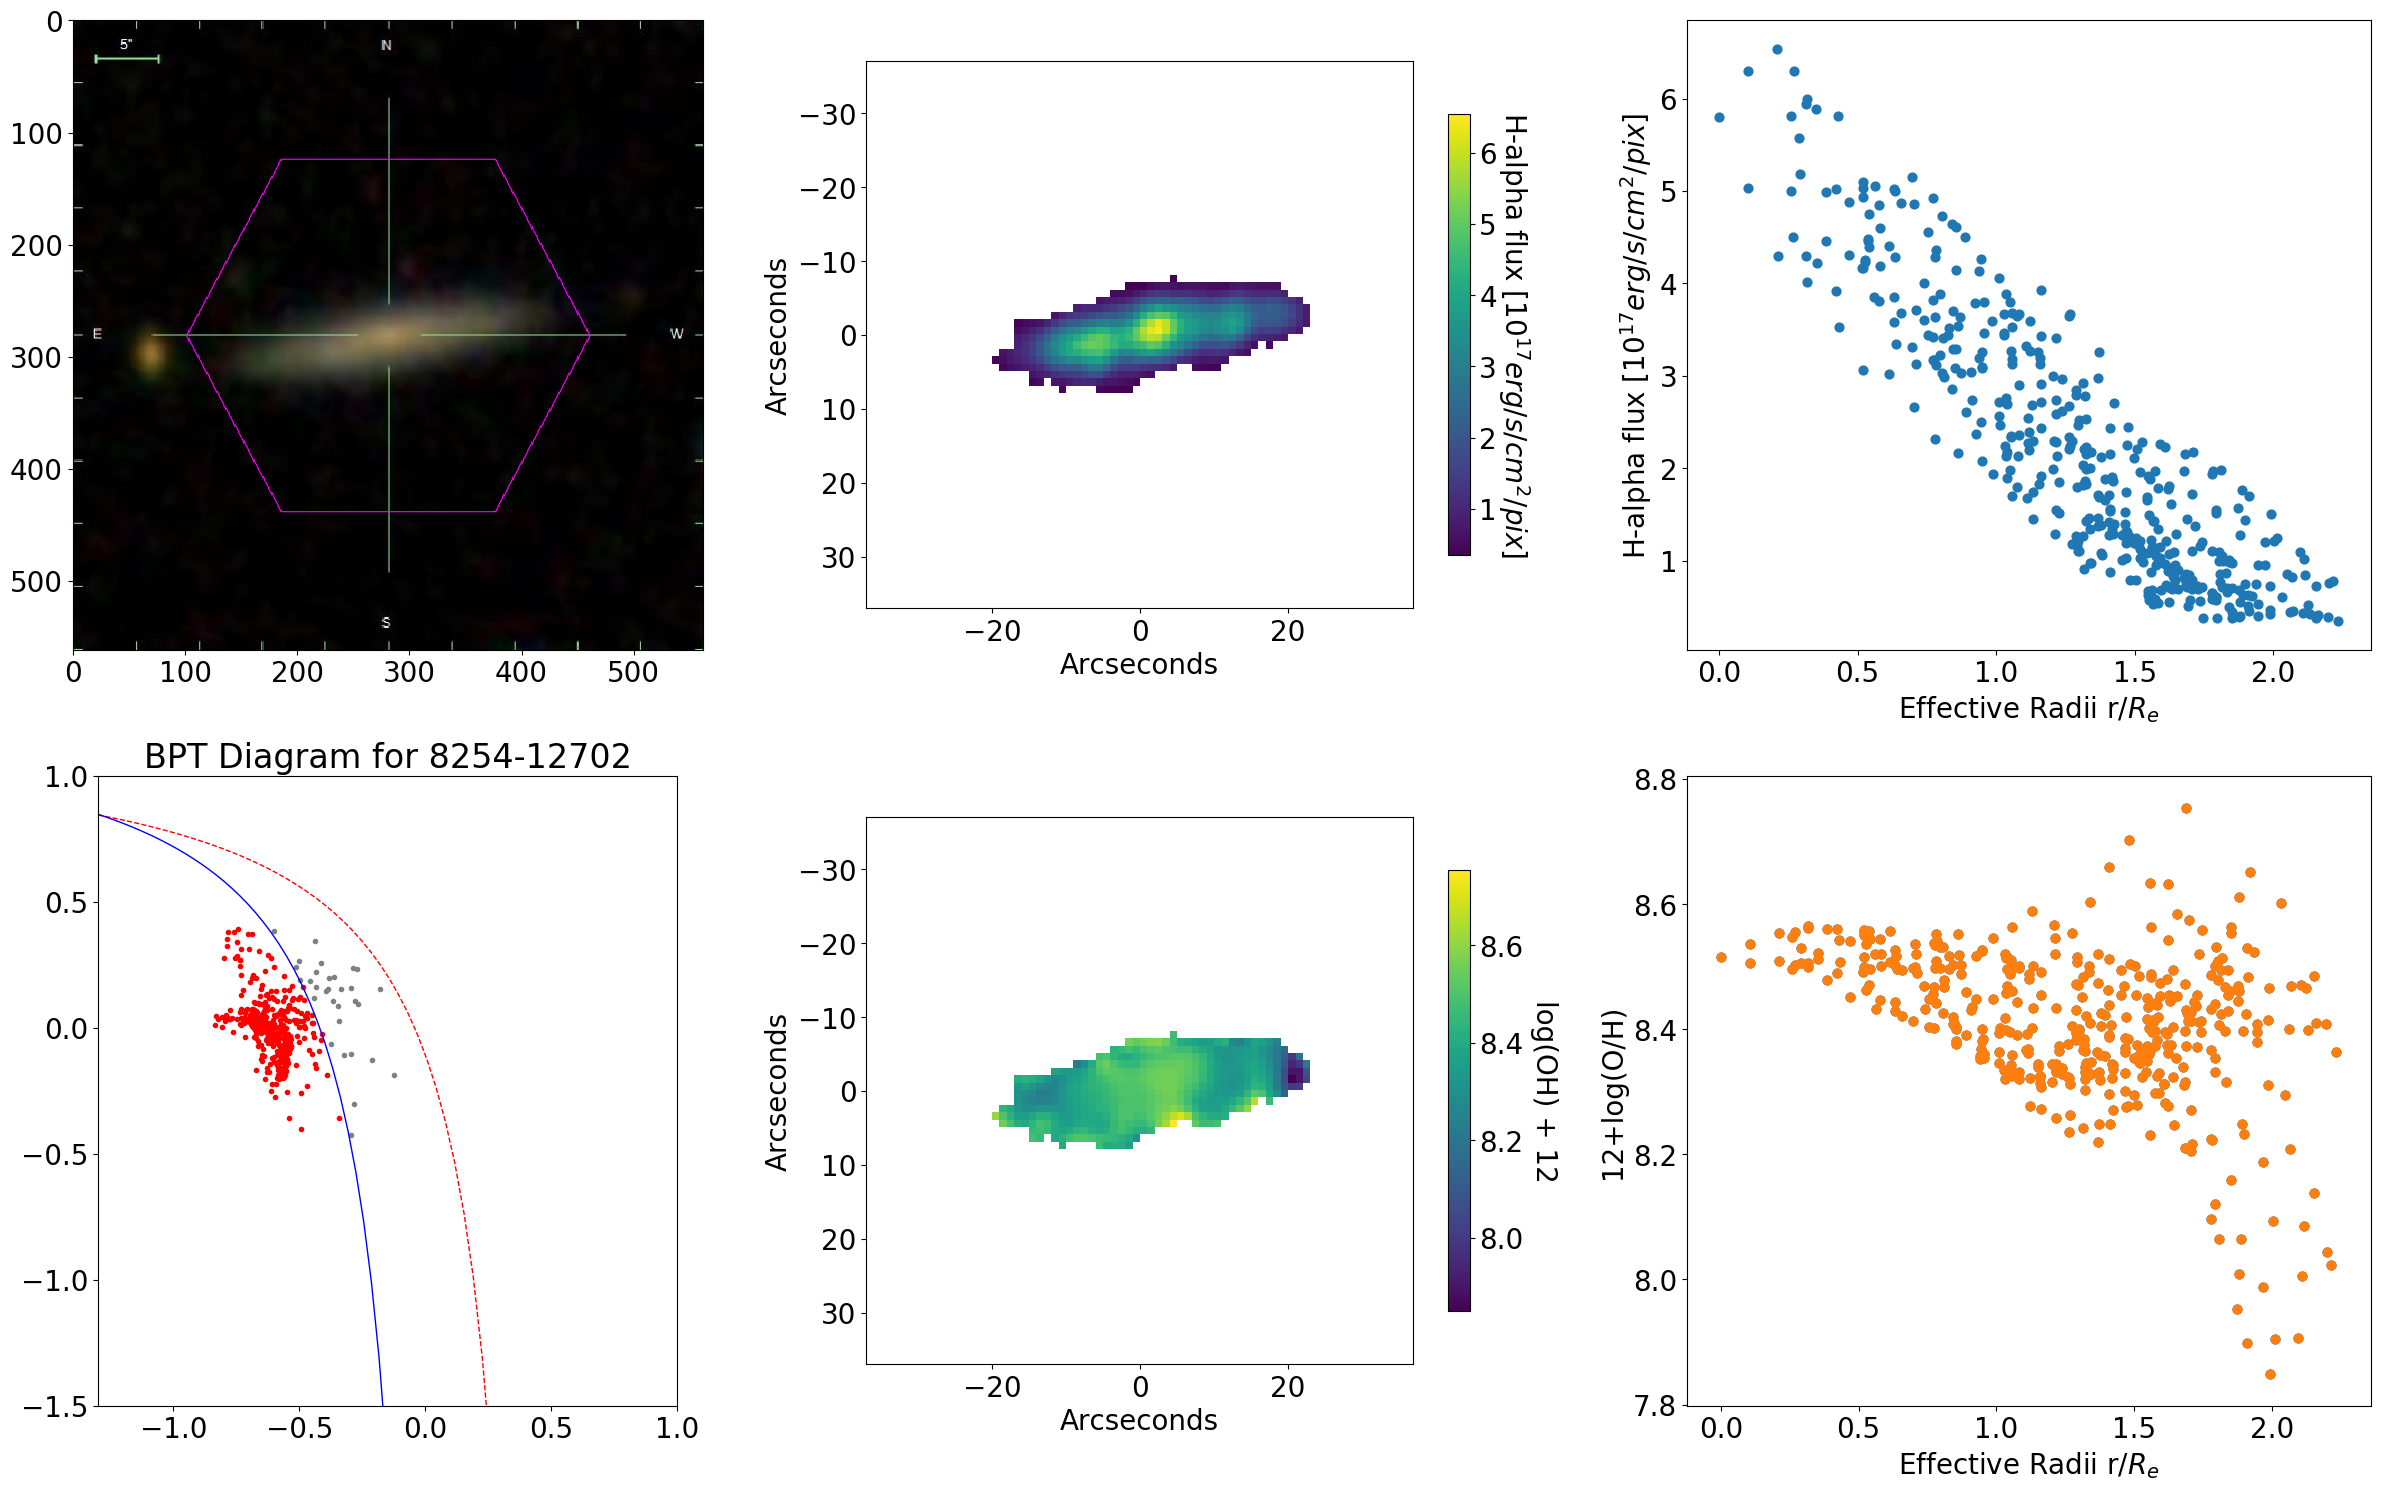 0
100
200
300
400
500
0 100 200 300 400 500
5"
N
E
W
S
Arcseconds
−30
−20
−10
0
10
20
30
−20 0 20
Arcseconds
6
5
4
3
2
1
H-alpha flux [10^17 erg/s/cm^2/pix]
H-alpha flux [10^17 erg/s/cm^2/pix]
6
5
4
3
2
1
0.0 0.5 1.0 1.5 2.0
Effective Radii r/R_e
BPT Diagram for 8254-12702
1.0
0.5
0.0
−0.5
−1.0
−1.5
−1.0 −0.5 0.0 0.5 1.0
Arcseconds
−30
−20
−10
0
10
20
30
−20 0 20
Arcseconds
8.6
8.4
8.2
8.0
log(OH) + 12
12+log(O/H)
8.8
8.6
8.4
8.2
8.0
7.8
0.0 0.5 1.0 1.5 2.0
Effective Radii r/R_e